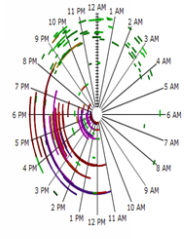 12 AM
11 PM 1 AM
10 PM 2 AM
9 PM 3 AM
8 PM 4 AM
7 PM 5 AM
6 PM 6 AM
5 PM 7 AM
4 PM 8 AM
3 PM 9 AM
2 PM 10 AM
1 PM 11 AM
12 PM